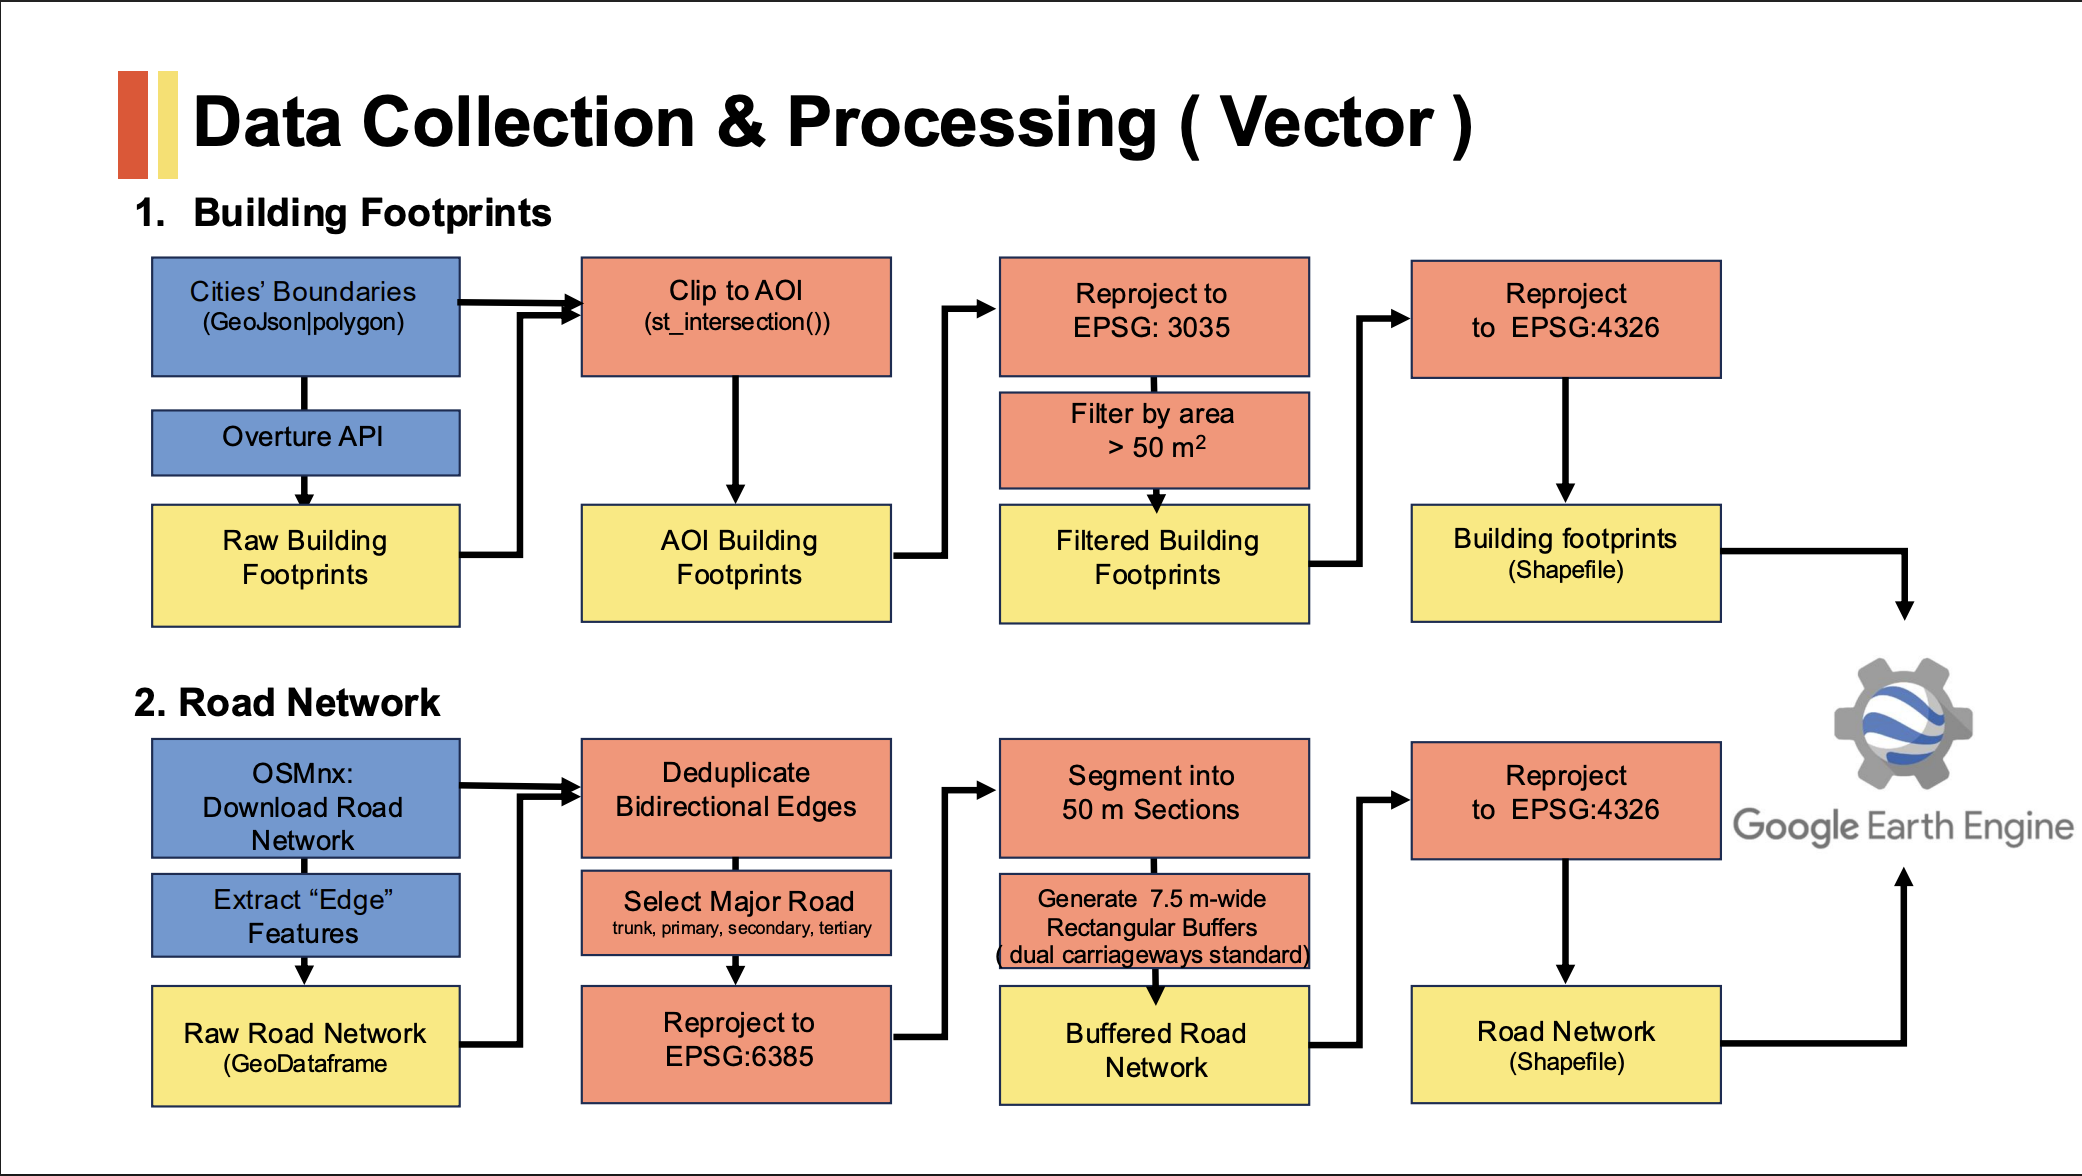 Data Collection & Processing ( Vector )
1. Building Footprints
Cities’ Boundaries
(GeoJson|polygon)
Overture API
Raw Building
Footprints
Clip to AOI
(st_intersection())
AOI Building
Footprints
Reproject to
EPSG: 3035
Filter by area
> 50 m²
Filtered Building
Footprints
Reproject
to EPSG:4326
Building footprints
(Shapefile)
2. Road Network
OSMnx:
Download Road
Network
Extract “Edge”
Features
Raw Road Network
(GeoDataframe
Deduplicate
Bidirectional Edges
Select Major Road
trunk, primary, secondary, tertiary
Reproject to
EPSG:6385
Segment into
50 m Sections
Generate 7.5 m-wide
Rectangular Buffers
( dual carriageways standard)
Buffered Road
Network
Reproject
to EPSG:4326
Road Network
(Shapefile)
Google Earth Engine